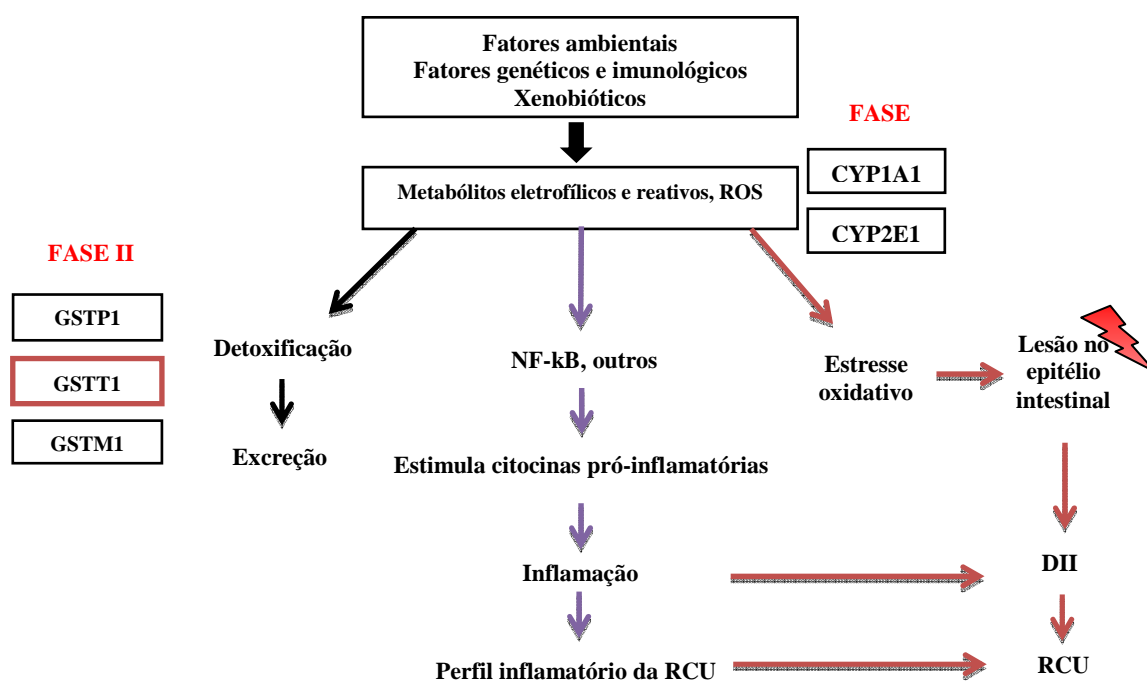 Fatores ambientais
Fatores genéticos e imunológicos
Xenobióticos
FASE
CYP1A1
CYP2E1
Metabólitos eletrofílicos e reativos, ROS
FASE II
GSTP1
GSTT1
GSTM1
Detoxificação
Excreção
NF-kB, outros
Estimula citocinas pró-inflamatórias
Inflamação
Perfil inflamatório da RCU
Estresse
oxidativo
Lesão no
epitélio
intestinal
DII
RCU